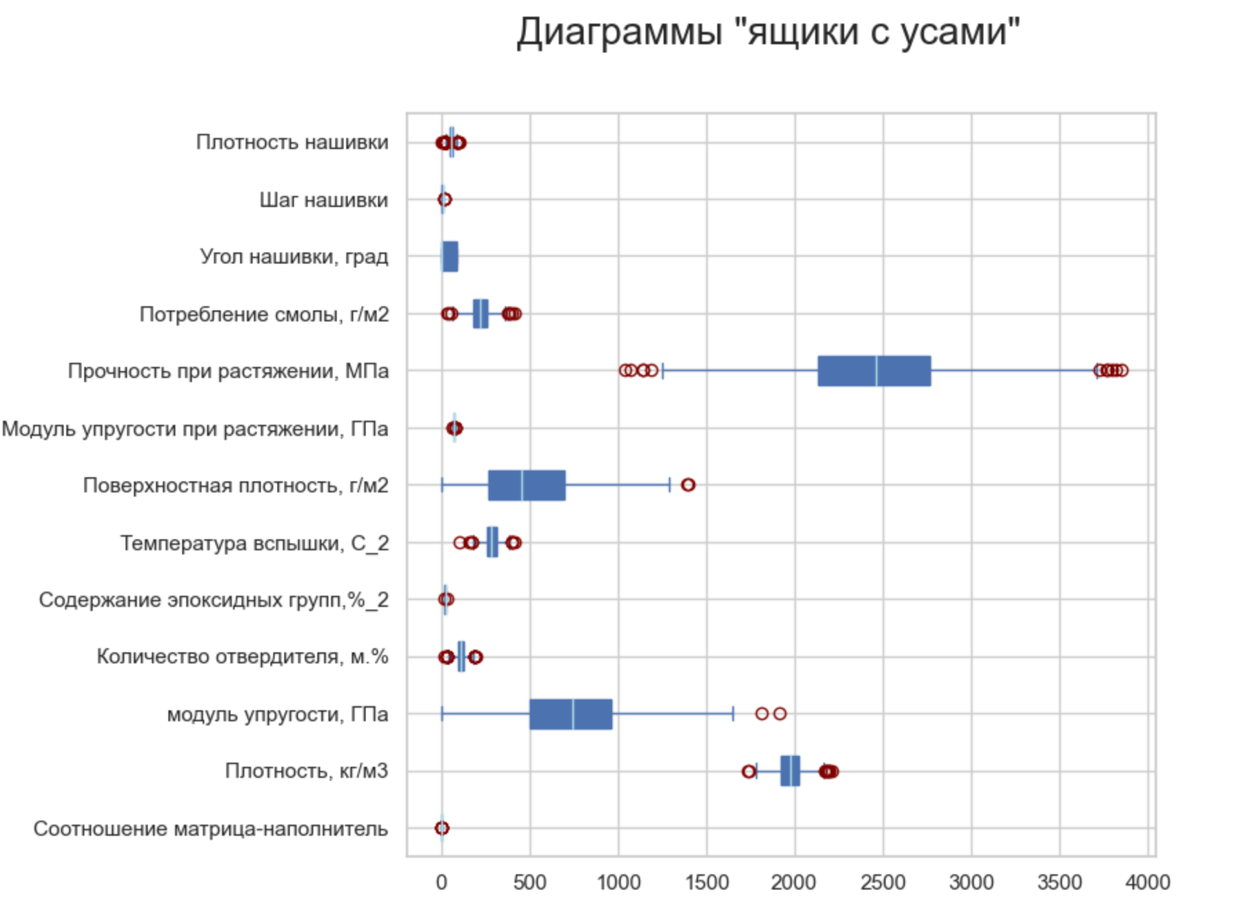 Диаграммы "ящики с усами"
Плотность нашивки
Шаг нашивки
Угол нашивки, град
Потребление смолы, г/м2
Прочность при растяжении, МПа
Модуль упругости при растяжении, ГПа
Поверхностная плотность, г/м2
Температура вспышки, С_2
Содержание эпоксидных групп,%_2
Количество отвердителя, м.%
модуль упругости, ГПа
Плотность, кг/м3
Соотношение матрица-наполнитель
0 500 1000 1500 2000 2500 3000 3500 4000